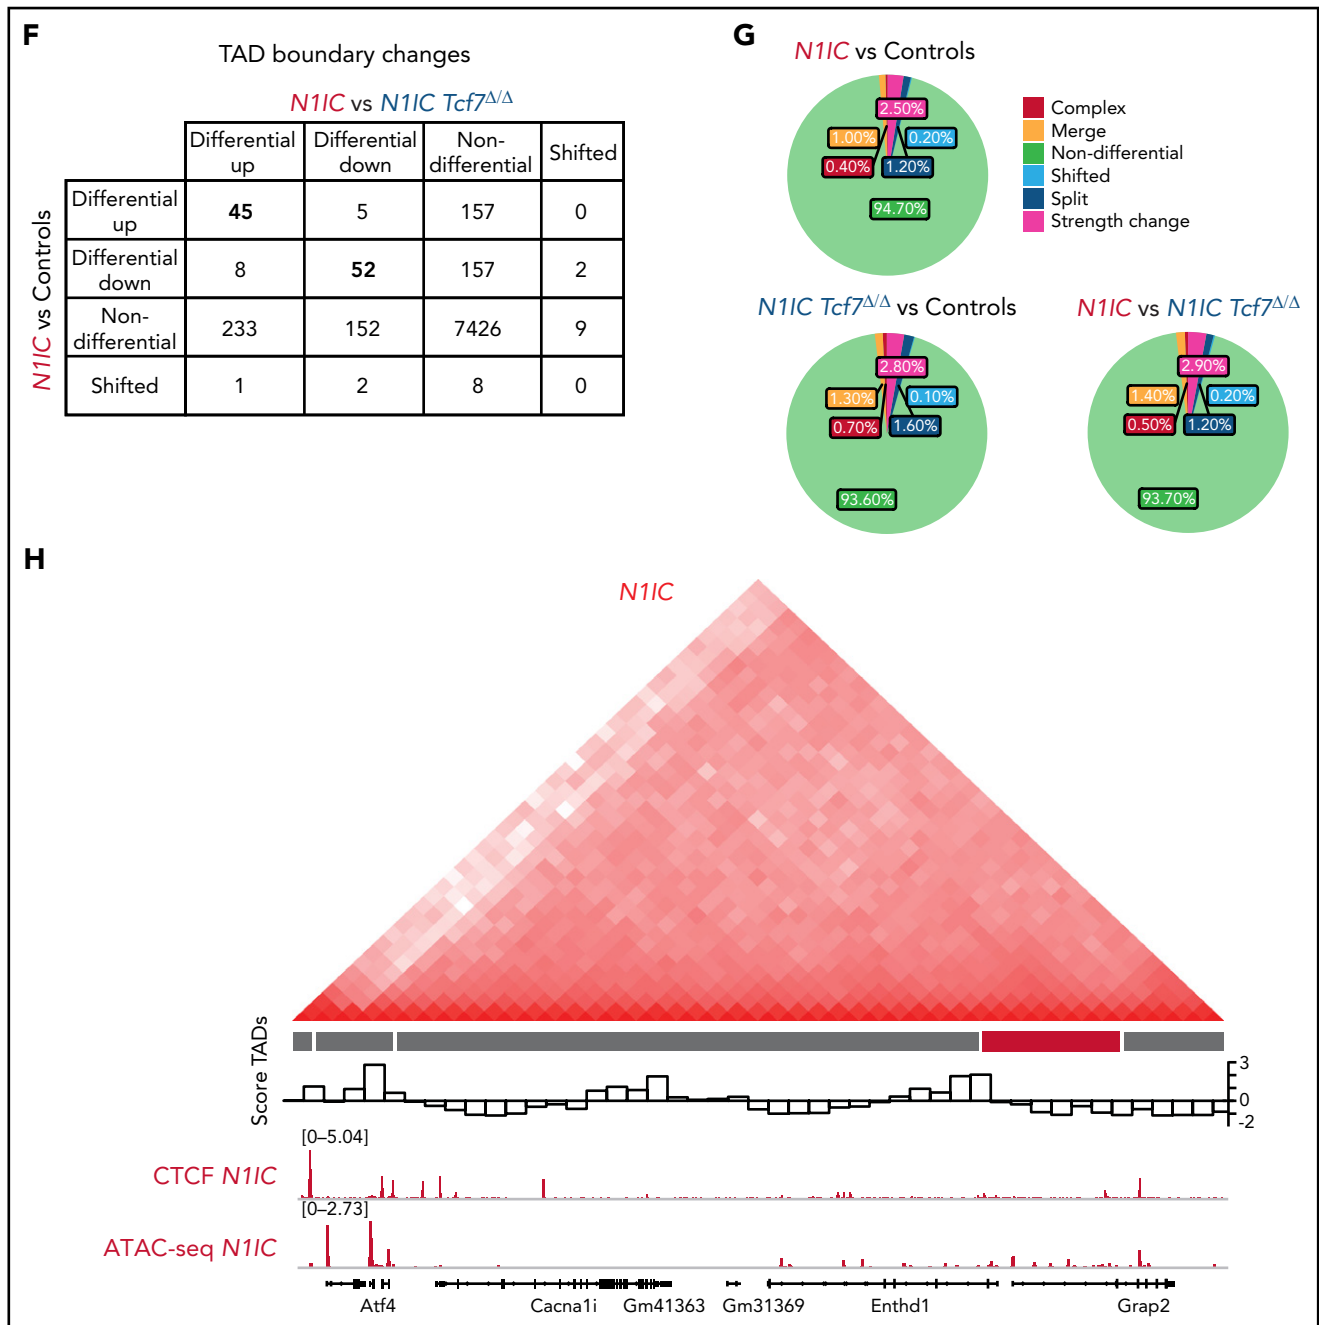 F
TAD boundary changes
N1IC vs N1IC Tcf7Δ/Δ
Differential up
Differential down
Non-differential
Shifted
N1IC vs Controls
Differential up
45
5
157
0
Differential down
8
52
157
2
Non-differential
233
152
7426
9
Shifted
1
2
8
0
G
N1IC vs Controls
2.50%
1.00%
0.20%
0.40%
1.20%
94.70%
Complex
Merge
Non-differential
Shifted
Split
Strength change
N1IC Tcf7Δ/Δ vs Controls
2.80%
1.30%
0.10%
0.70%
1.60%
93.60%
N1IC vs N1IC Tcf7Δ/Δ
2.90%
1.40%
0.20%
0.50%
1.20%
93.70%
H
N1IC
Score TADs
3
0
-2
[0–5.04]
CTCF N1IC
[0–2.73]
ATAC-seq N1IC
Atf4
Cacna1i
Gm41363
Gm31369
Enthd1
Grap2